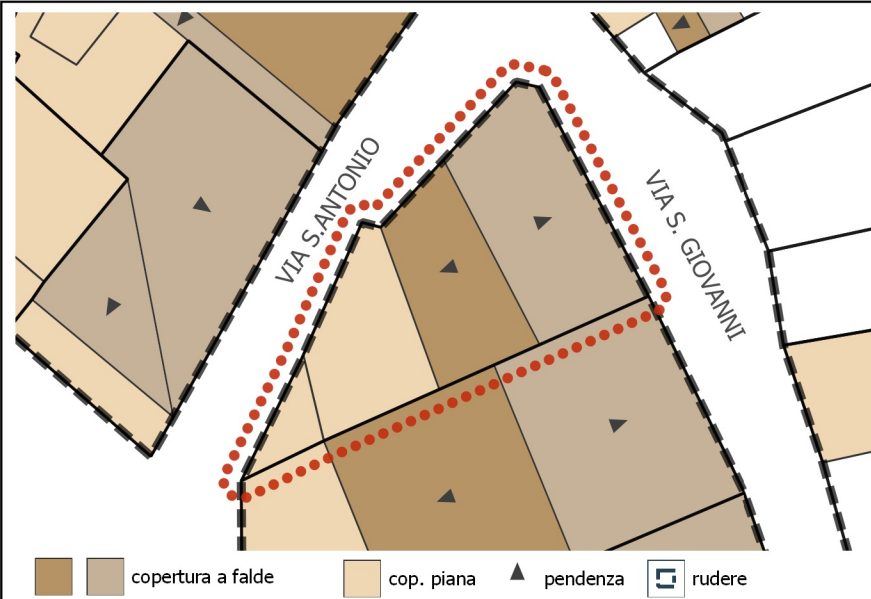 VIA S.ANTONIO
VIA S. GIOVANNI
copertura a falde
cop. piana
pendenza
rudere